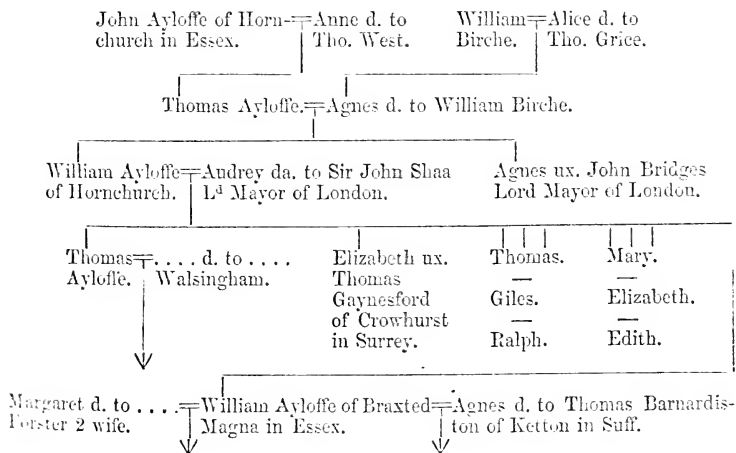 John Ayloffe of Horn-
church in Essex.
Anne d. to
Tho. West.
William
Birche.
Alice d. to
Tho. Grice.
Thomas Ayloffe.
Agnes d. to William Birche.
William Ayloffe
of Hornchurch.
Audrey da. to Sir John Shaa
Ld Mayor of London.
Agnes ux. John Bridges
Lord Mayor of London.
Thomas
Ayloffe.
. . . . d. to . . . .
Walsingham.
Elizabeth ux.
Thomas
Gaynesford
of Crowhurst
in Surrey.
Thomas.
—
Giles.
—
Ralph.
Mary.
—
Elizabeth.
—
Edith.
Margaret d. to . . . .
Forster 2 wife.
William Ayloffe of Braxted
Magna in Essex.
Agnes d. to Thomas Barnardis-
ton of Ketton in Suff.